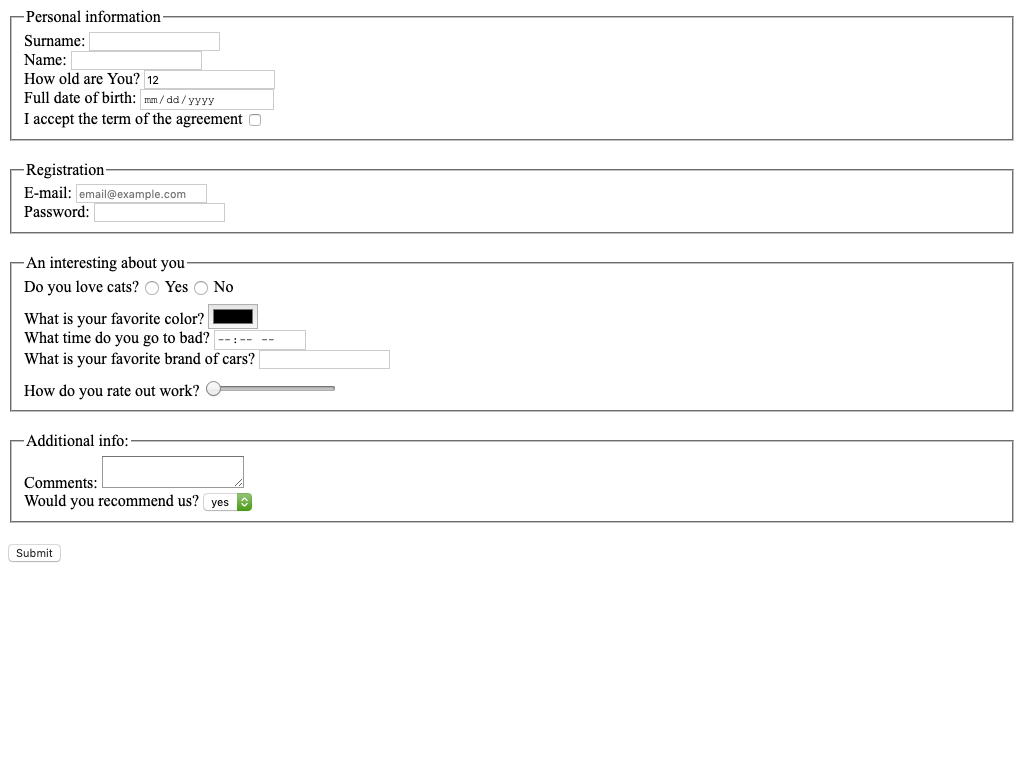 Personal information
Surname:
Name:
How old are You? 12
Full date of birth: mm/dd/yyyy
I accept the term of the agreement
Registration
E-mail: email@example.com
Password:
An interesting about you
Do you love cats? Yes No
What is your favorite color?
What time do you go to bad? --:-- --
What is your favorite brand of cars?
How do you rate out work?
Additional info:
Comments:
Would you recommend us? yes
Submit